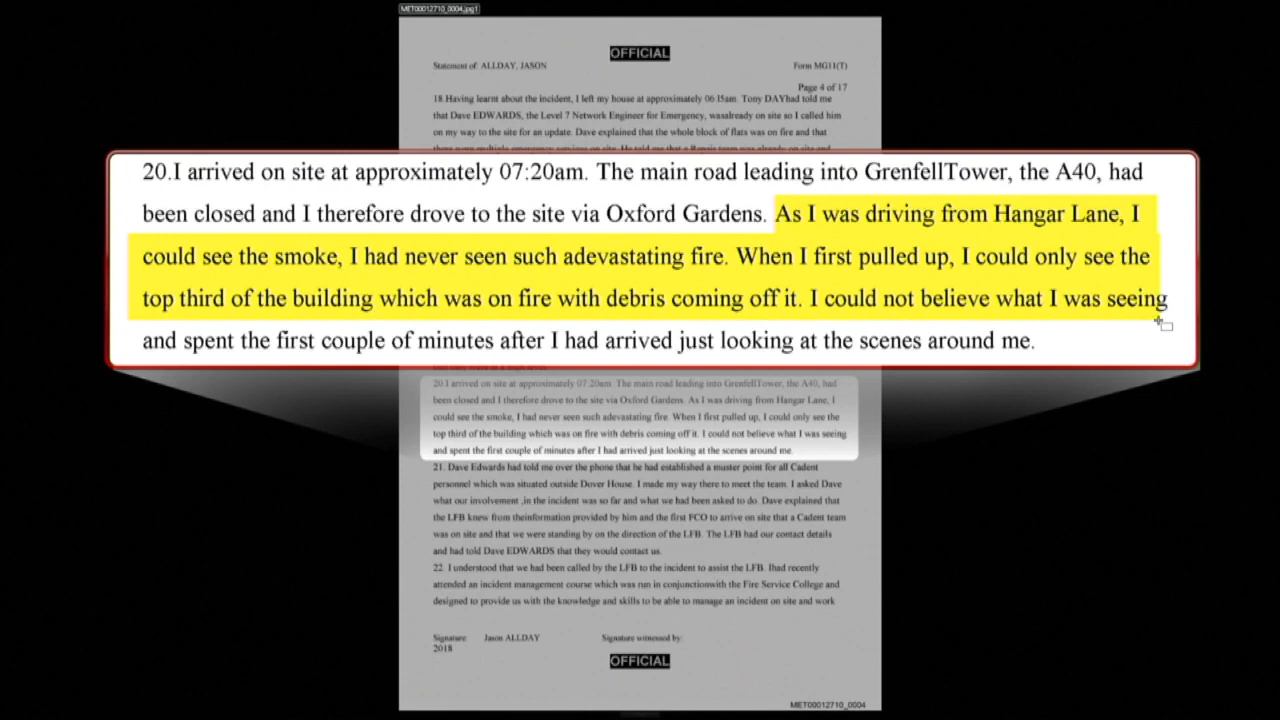 MET00012710_0004.jpg1
OFFICIAL
Statement of: ALLDAY, JASON
Form MG11(T)
Page 4 of 17
18.Having learnt about the incident, I left my house at approximately 06:15am. Tony DAYhad told me
that Dave EDWARDS, the Level 7 Network Engineer for Emergency, wasalready on site so I called him
on my way to the site for an update. Dave explained that the whole block of flats was on fire and that
20.I arrived on site at approximately 07:20am. The main road leading into GrenfellTower, the A40, had
been closed and I therefore drove to the site via Oxford Gardens. As I was driving from Hangar Lane, I
could see the smoke, I had never seen such adevastating fire. When I first pulled up, I could only see the
top third of the building which was on fire with debris coming off it. I could not believe what I was seeing
and spent the first couple of minutes after I had arrived just looking at the scenes around me.
20.I arrived on site at approximately 07:20am. The main road leading into GrenfellTower, the A40, had
been closed and I therefore drove to the site via Oxford Gardens. As I was driving from Hangar Lane, I
could see the smoke, I had never seen such adevastating fire. When I first pulled up, I could only see the
top third of the building which was on fire with debris coming off it. I could not believe what I was seeing
and spent the first couple of minutes after I had arrived just looking at the scenes around me.
21. Dave Edwards had told me over the phone that he had established a muster point for all Cadent
personnel which was situated outside Dover House. I made my way there to meet the team. I asked Dave
what our involvement ,in the incident was so far and what we had been asked to do. Dave explained that
the LFB knew from theinformation provided by him and the first FCO to arrive on site that a Cadent team
was on site and that we were standing by on the direction of the LFB. The LFB had our contact details
and had told Dave EDWARDS that they would contact us.
22. I understood that we had been called by the LFB to the incident to assist the LFB. Ihad recently
attended an incident management course which was run in conjunctionwith the Fire Service College and
designed to provide us with the knowledge and skills to be able to manage an incident on site and work
Signature: Jason ALLDAY Signature witnessed by:
2018
OFFICIAL
MET00012710_0004